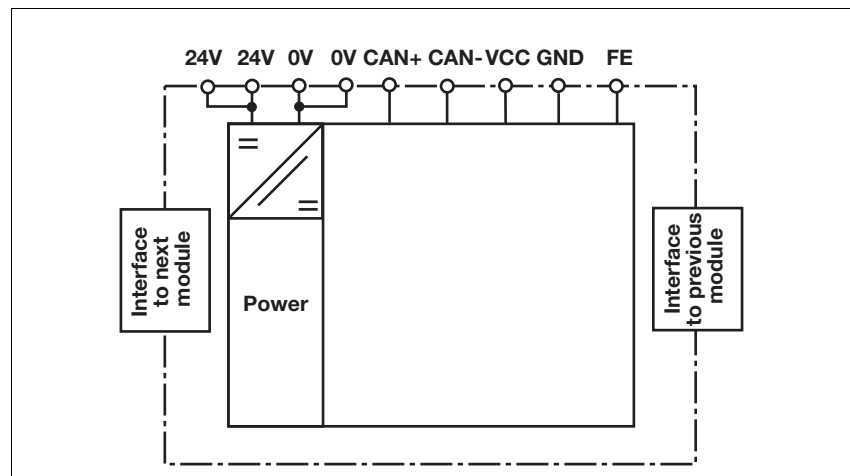 24V 24V 0V 0V CAN+ CAN- VCC GND FE
Interface
to next
module
Power
Interface
to previous
module